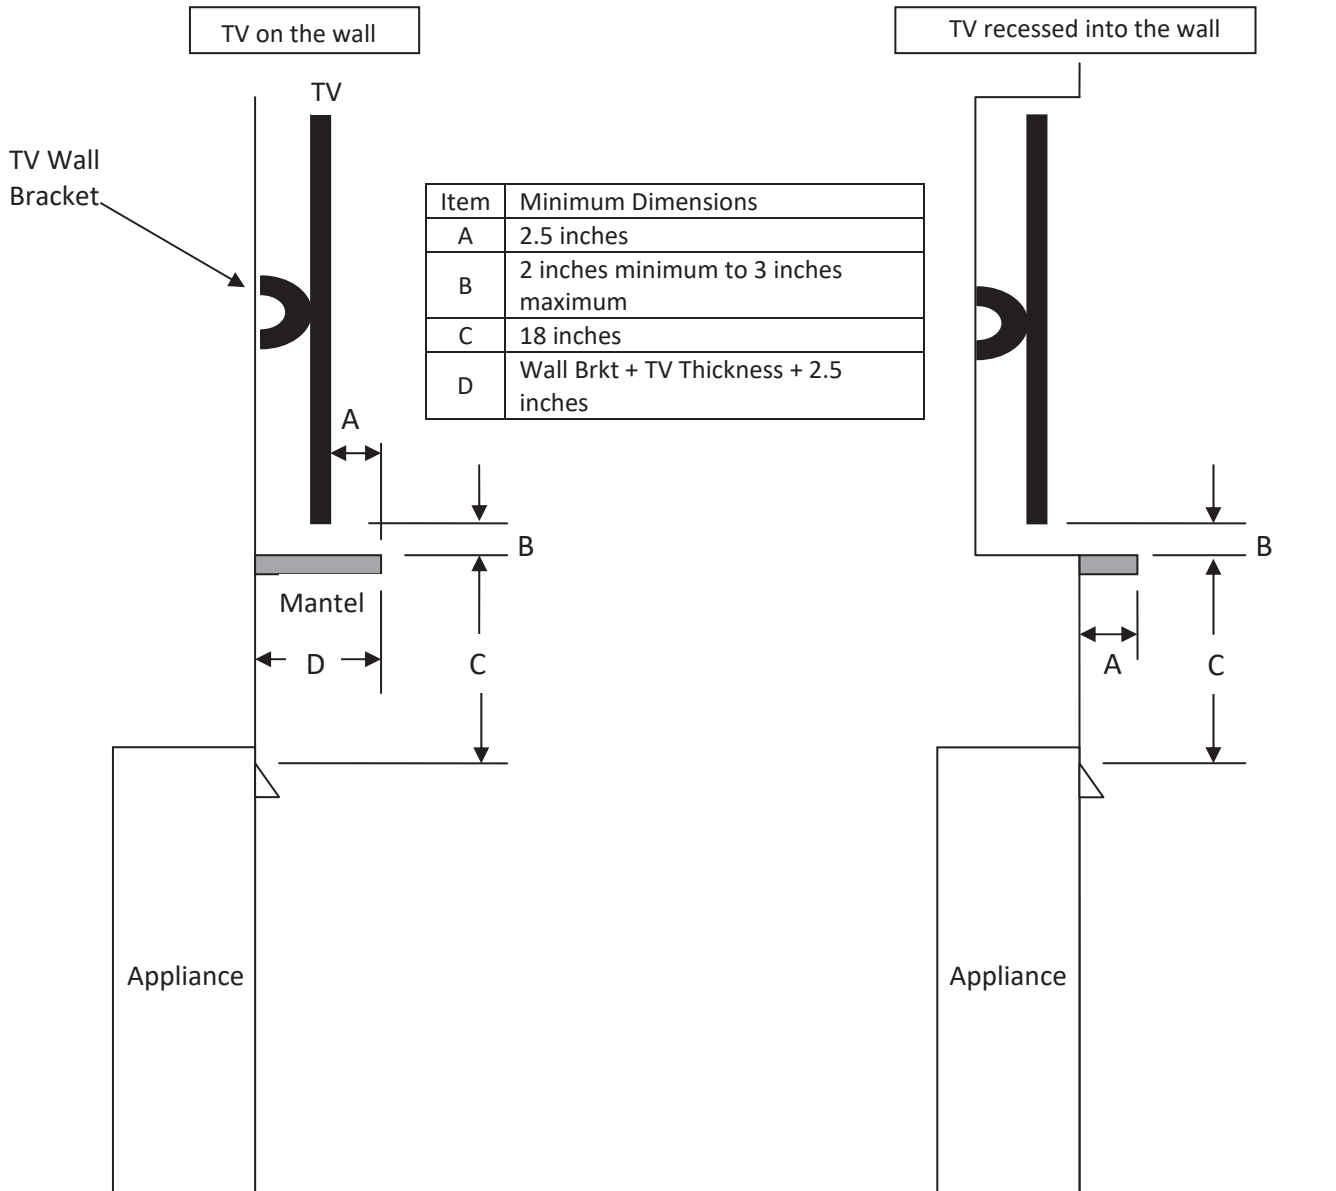 TV on the wall
TV recessed into the wall
TV
TV Wall
Bracket
Item Minimum Dimensions
A 2.5 inches
B 2 inches minimum to 3 inches
maximum
C 18 inches
D Wall Brkt + TV Thickness + 2.5
inches
A
B
B
Mantel
D
C
A
C
Appliance
Appliance